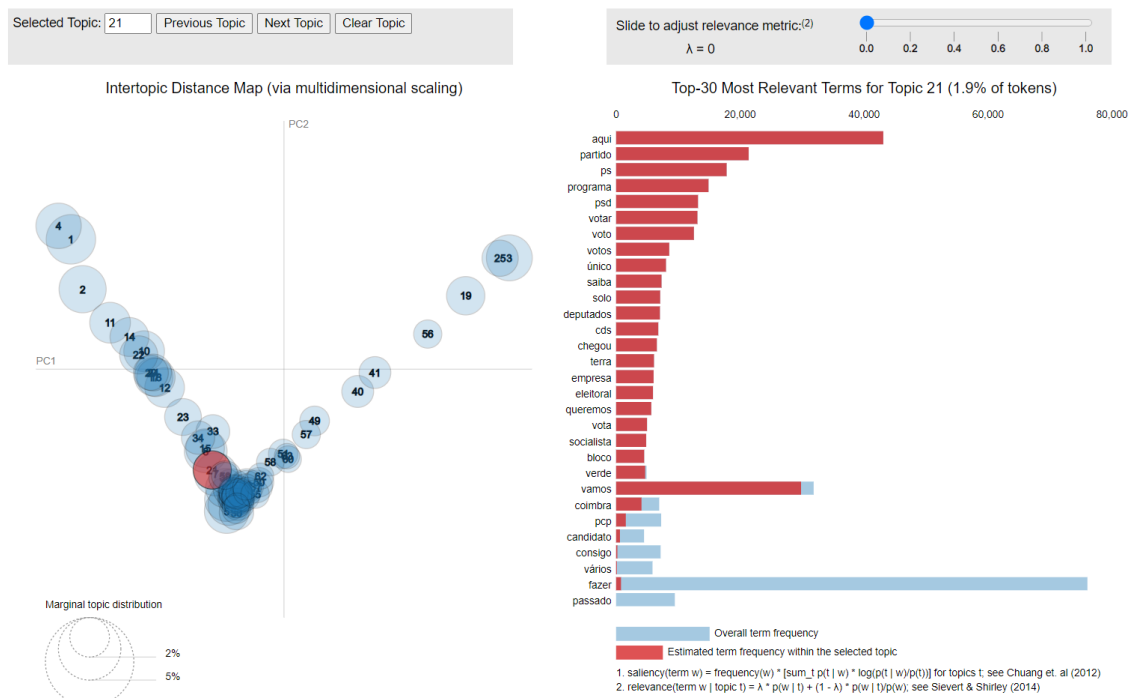 Selected Topic: 21 Previous Topic Next Topic Clear Topic
Slide to adjust relevance metric:(2)
λ = 0
0.0 0.2 0.4 0.6 0.8 1.0
Intertopic Distance Map (via multidimensional scaling)
PC2
PC1
4
1
2
11
14
10
22
12
23
33
34
15
58
57
49
40
41
56
19
253
62
Marginal topic distribution
2%
5%
Top-30 Most Relevant Terms for Topic 21 (1.9% of tokens)
0 20,000 40,000 60,000 80,000
aqui
partido
ps
programa
psd
votar
voto
votos
único
saiba
solo
deputados
cds
chegou
terra
empresa
eleitoral
queremos
vota
socialista
bloco
verde
vamos
coimbra
pcp
candidato
consigo
vários
fazer
passado
Overall term frequency
Estimated term frequency within the selected topic
1. saliency(term w) = frequency(w) * [sum_t p(t | w) * log(p(t | w)/p(t))] for topics t; see Chuang et. al (2012)
2. relevance(term w | topic t) = λ * p(w | t) + (1 - λ) * p(w | t)/p(w); see Sievert & Shirley (2014)